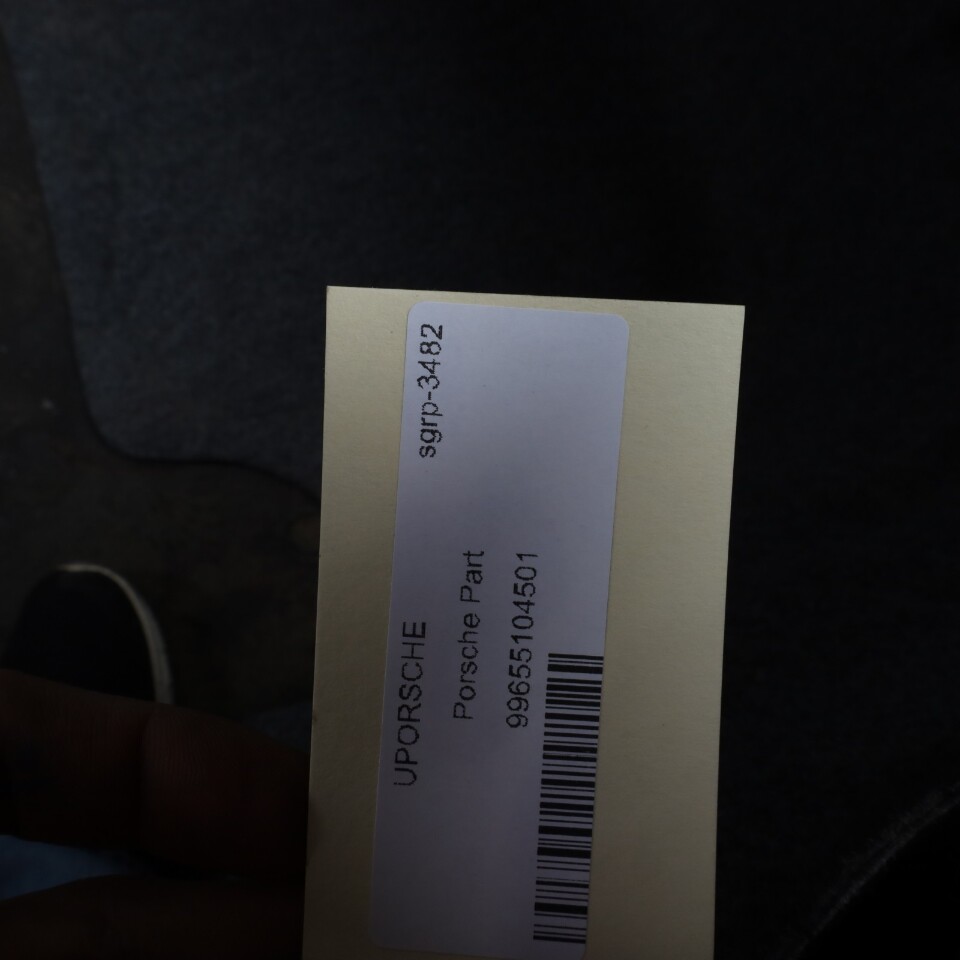 sgrp-3482
UPORSCHE
Porsche Part
99655104501